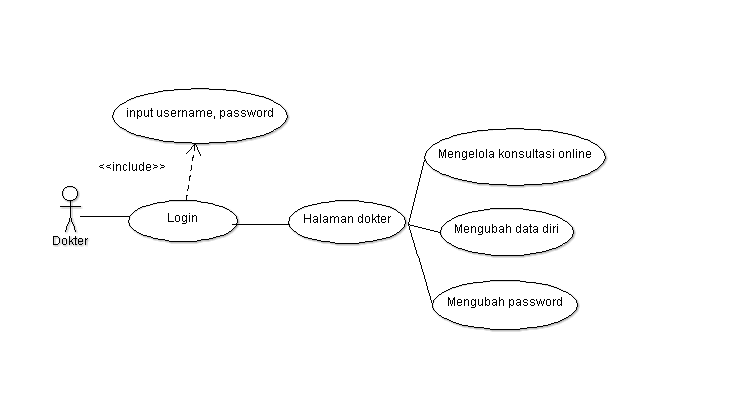 input username, password
<<include>>
Dokter
Login
Halaman dokter
Mengelola konsultasi online
Mengubah data diri
Mengubah password